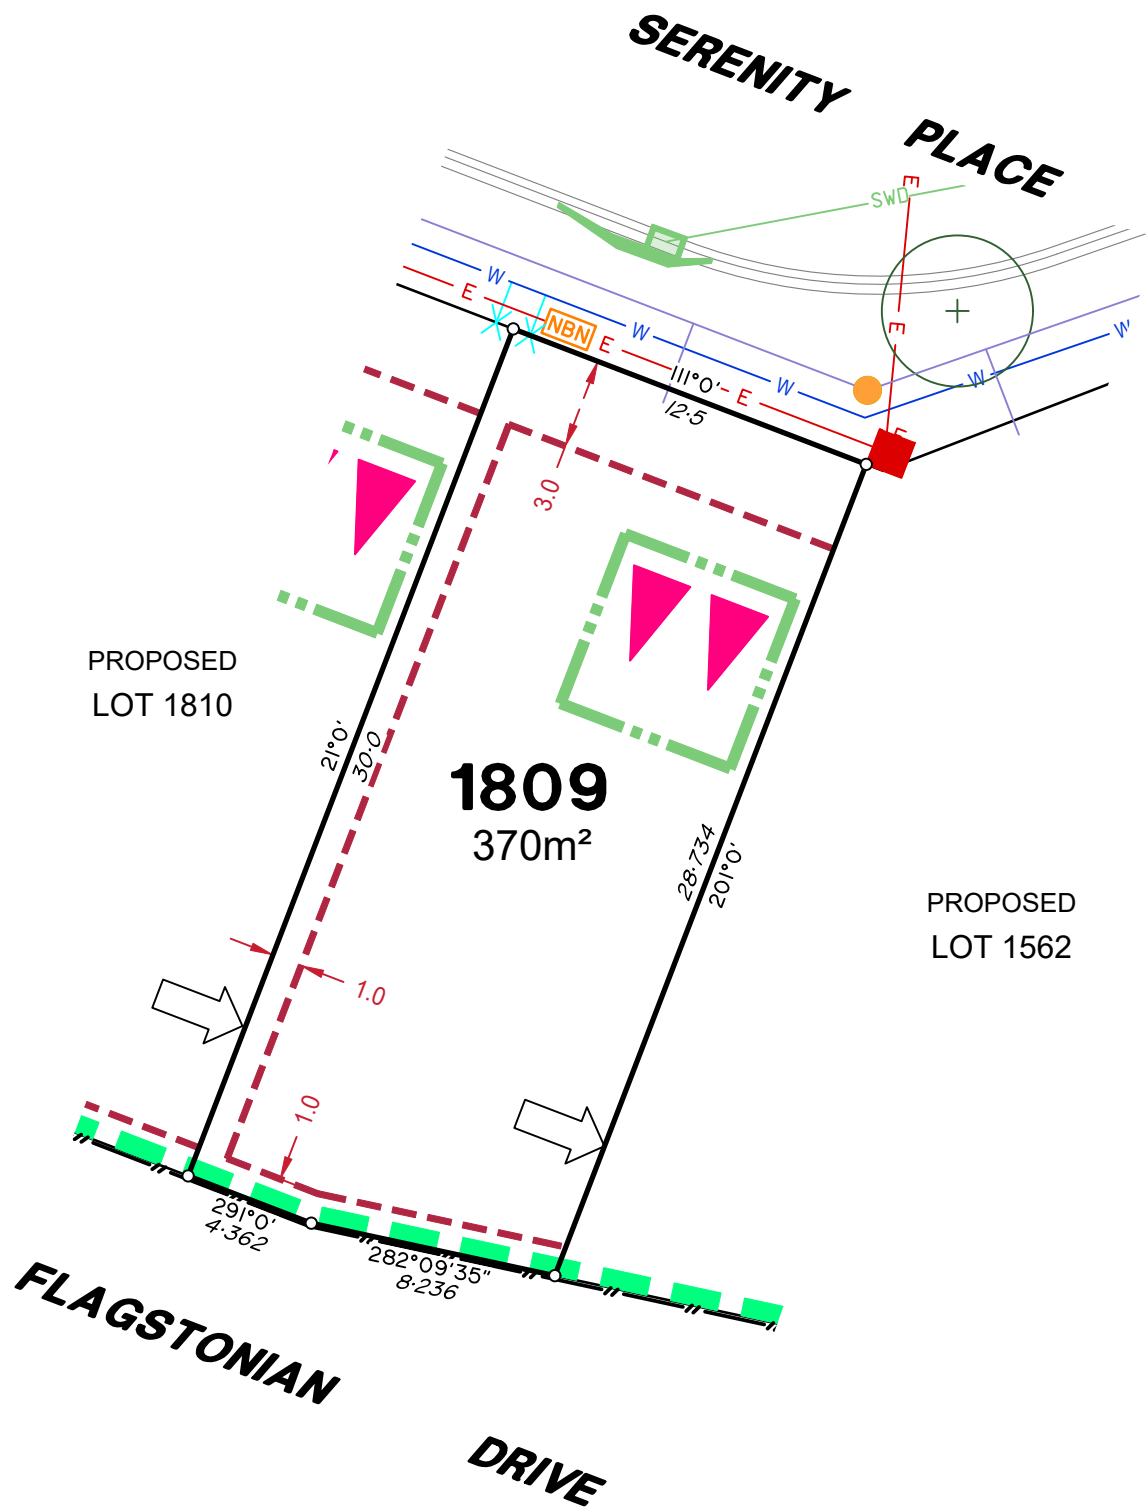 SERENITY PLACE
SWD
E
E
E
W
E
NBN
E
W
111°0'
12·5
E
W
W
W
3.0
PROPOSED
LOT 1810
21°0'
30·0
1809
370m²
28·734
201°0'
PROPOSED
LOT 1562
1.0
1.0
291°0'
4·362
282°09'35"
8·236
FLAGSTONIAN DRIVE